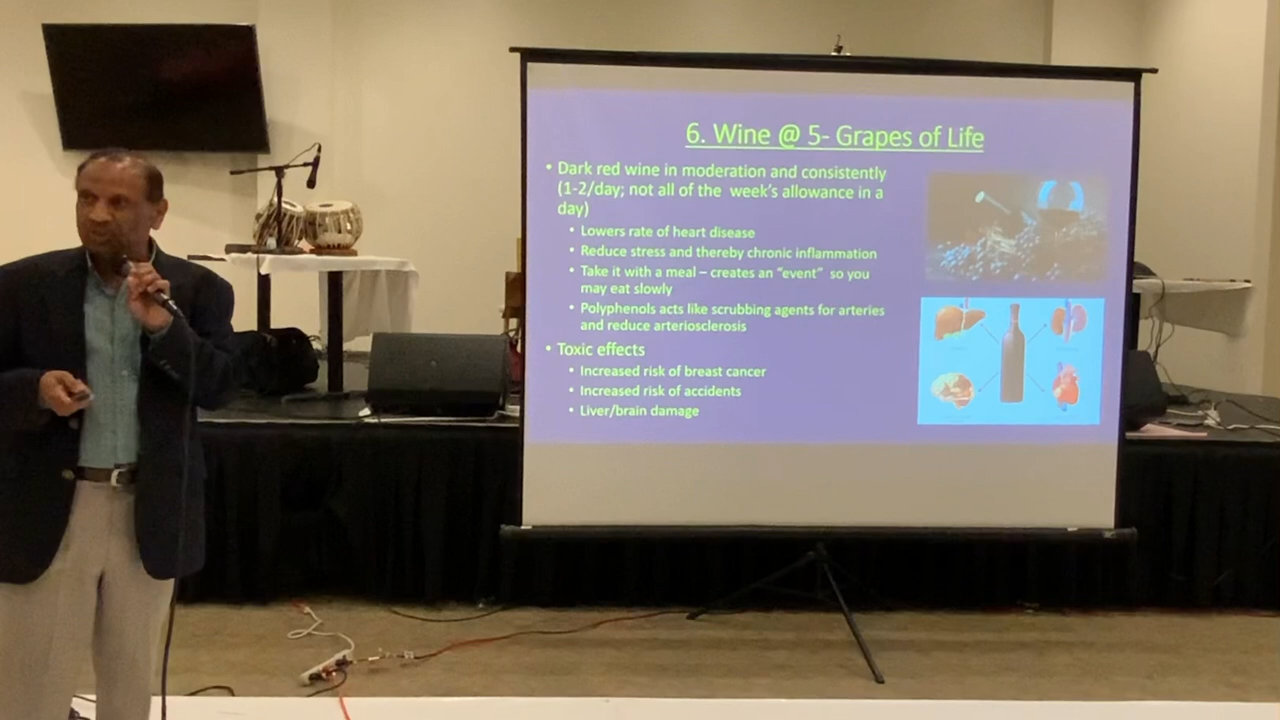 6. Wine @ 5- Grapes of Life
• Dark red wine in moderation and consistently
(1-2/day; not all of the week's allowance in a
day)
• Lowers rate of heart disease
• Reduce stress and thereby chronic inflammation
• Take it with a meal – creates an "event" so you
may eat slowly
• Polyphenols acts like scrubbing agents for arteries
and reduce arteriosclerosis
• Toxic effects
• Increased risk of breast cancer
• Increased risk of accidents
• Liver/brain damage